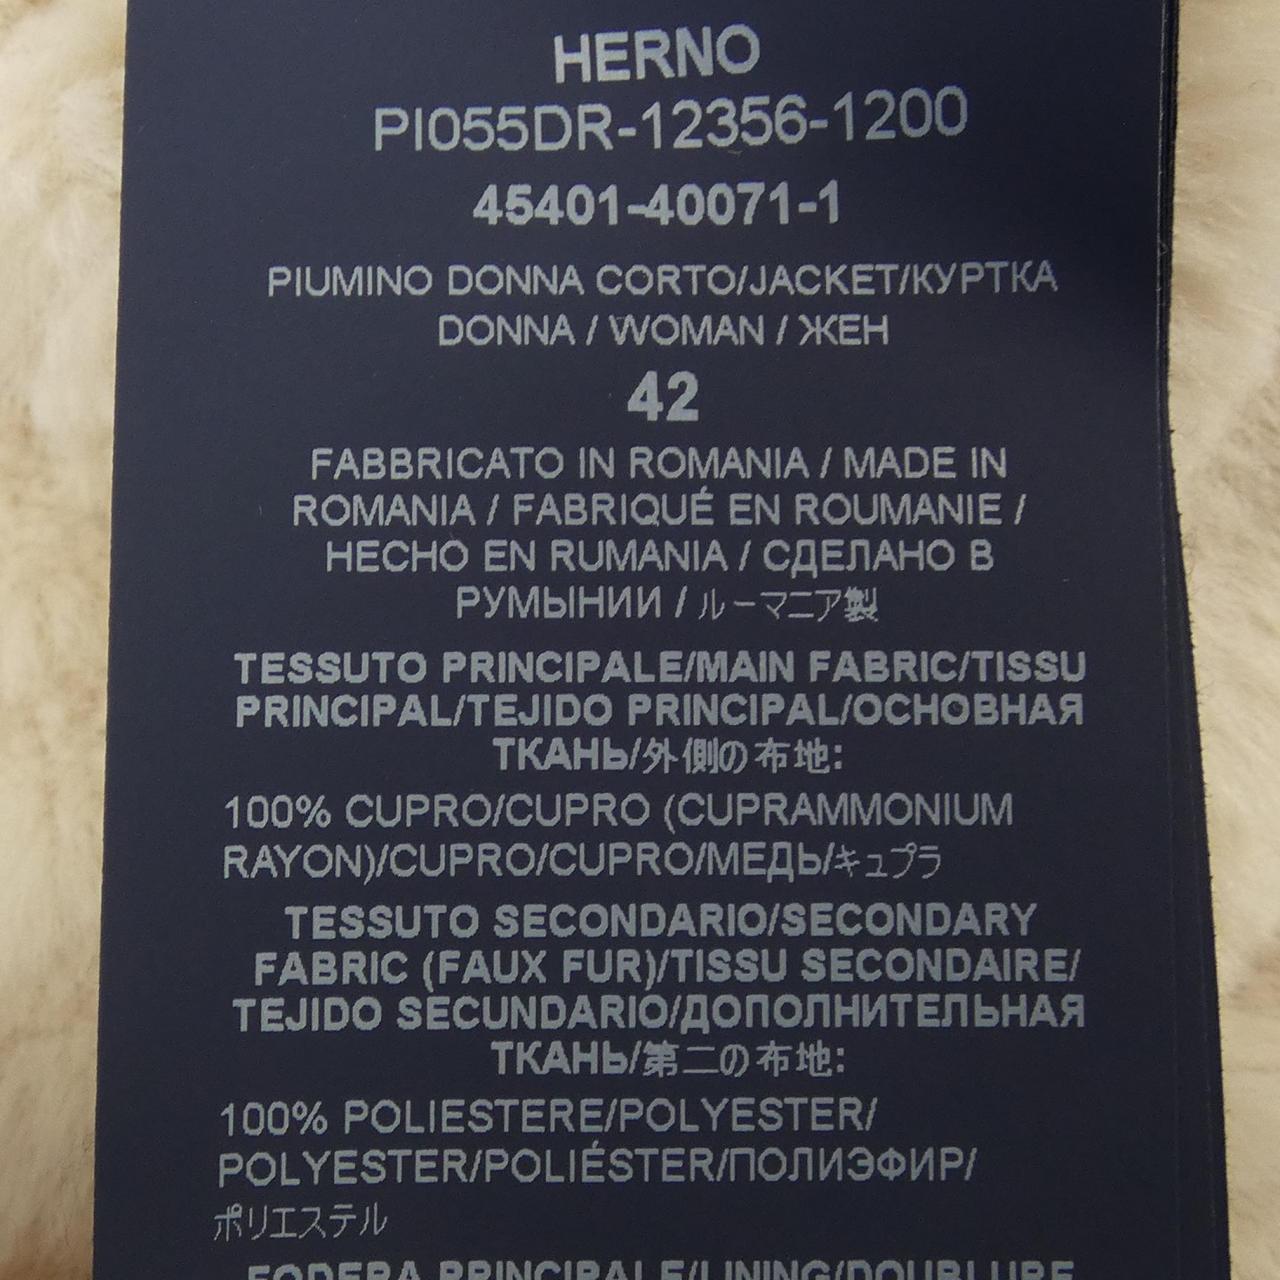 HERNO
PI055DR-12356-1200
45401-40071-1
PIUMINO DONNA CORTO/JACKET/КУРТКА
DONNA / WOMAN / ЖЕН
42
FABBRICATO IN ROMANIA / MADE IN
ROMANIA / FABRIQUÉ EN ROUMANIE /
HECHO EN RUMANIA / СДЕЛАНО В
РУМЫНИИ / ルーマニア製
TESSUTO PRINCIPALE/MAIN FABRIC/TISSU
PRINCIPAL/TEJIDO PRINCIPAL/ОСНОВНАЯ
ТКАНЬ/外側の布地:
100% CUPRO/CUPRO (CUPRAMMONIUM
RAYON)/CUPRO/CUPRO/МЕДЬ/キュプラ
TESSUTO SECONDARIO/SECONDARY
FABRIC (FAUX FUR)/TISSU SECONDAIRE/
TEJIDO SECUNDARIO/ДОПОЛНИТЕЛЬНАЯ
ТКАНЬ/第二の布地:
100% POLIESTERE/POLYESTER/
POLYESTER/POLIÉSTER/ПОЛИЭФИР/
ポリエステル
FODERA PRINCIPALE/LINING/DOUBLURE